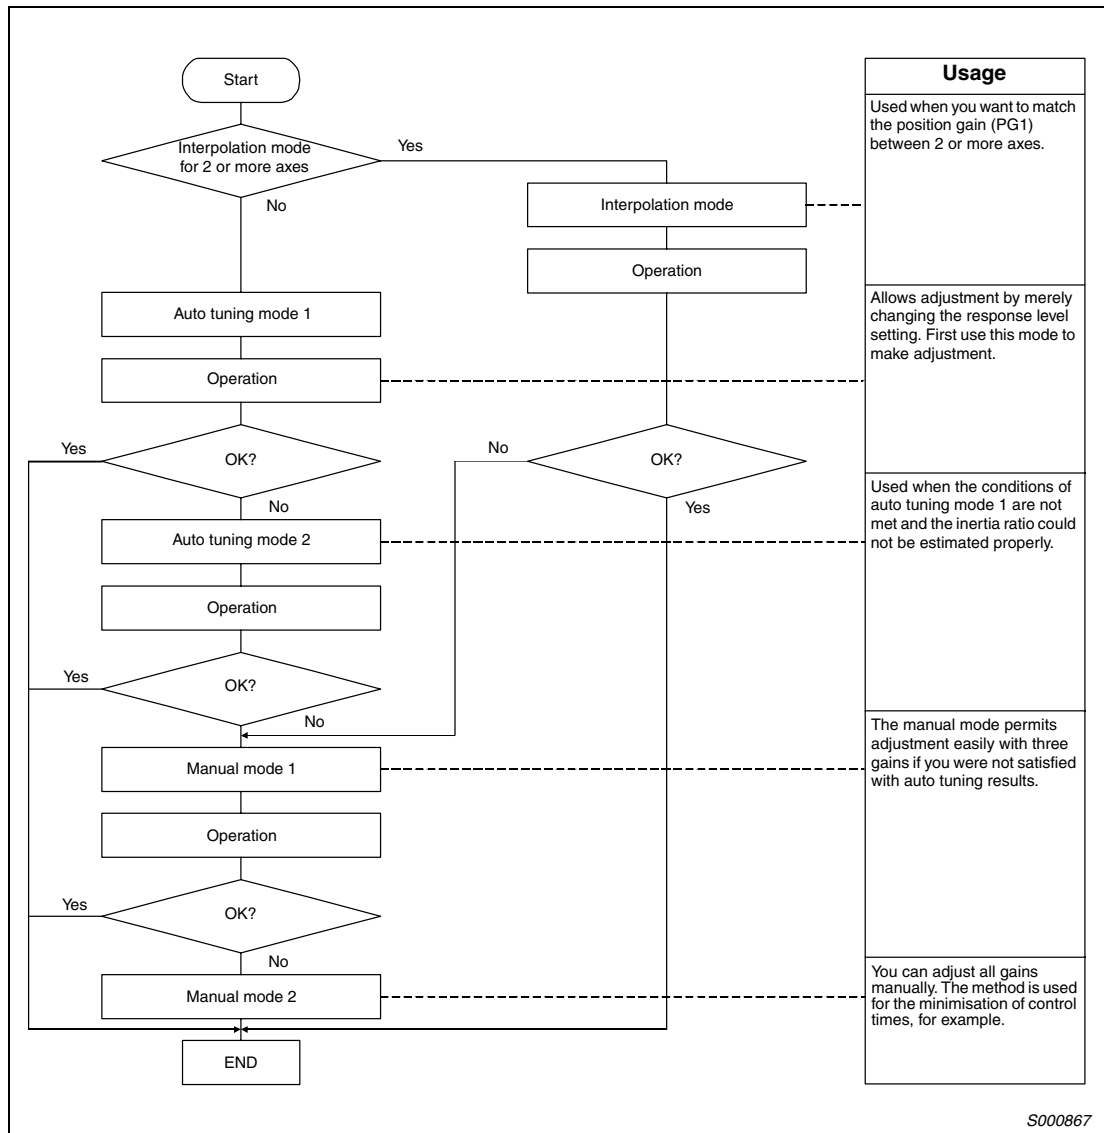 Start
Interpolation mode
for 2 or more axes
Yes
No
Interpolation mode
Operation
Auto tuning mode 1
Operation
Yes
OK?
No
No
OK?
Yes
Auto tuning mode 2
Operation
Yes
OK?
No
Manual mode 1
Operation
Yes
OK?
No
Manual mode 2
END
Usage
Used when you want to match
the position gain (PG1)
between 2 or more axes.
Allows adjustment by merely
changing the response level
setting. First use this mode to
make adjustment.
Used when the conditions of
auto tuning mode 1 are not
met and the inertia ratio could
not be estimated properly.
The manual mode permits
adjustment easily with three
gains if you were not satisfied
with auto tuning results.
You can adjust all gains
manually. The method is used
for the minimisation of control
times, for example.
S000867